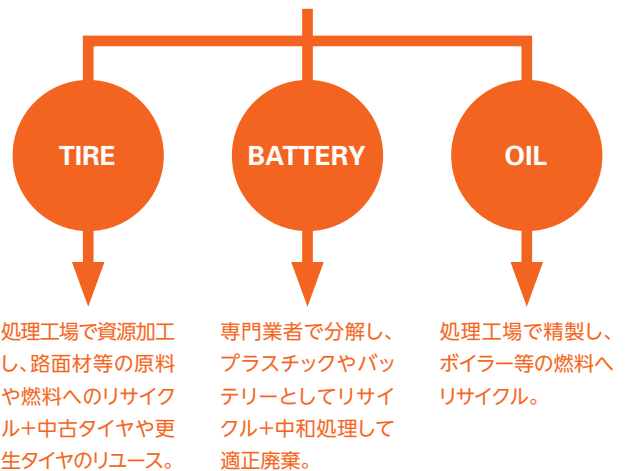 TIRE
BATTERY
OIL
処理工場で資源加工
し、路面材等の原料
や燃料へのリサイク
ル+中古タイヤや更
生タイヤのリユース。
専門業者で分解し、
プラスチックやバッ
テリーとしてリサイ
クル+中和処理して
適正廃棄。
処理工場で精製し、
ボイラー等の燃料へ
リサイクル。